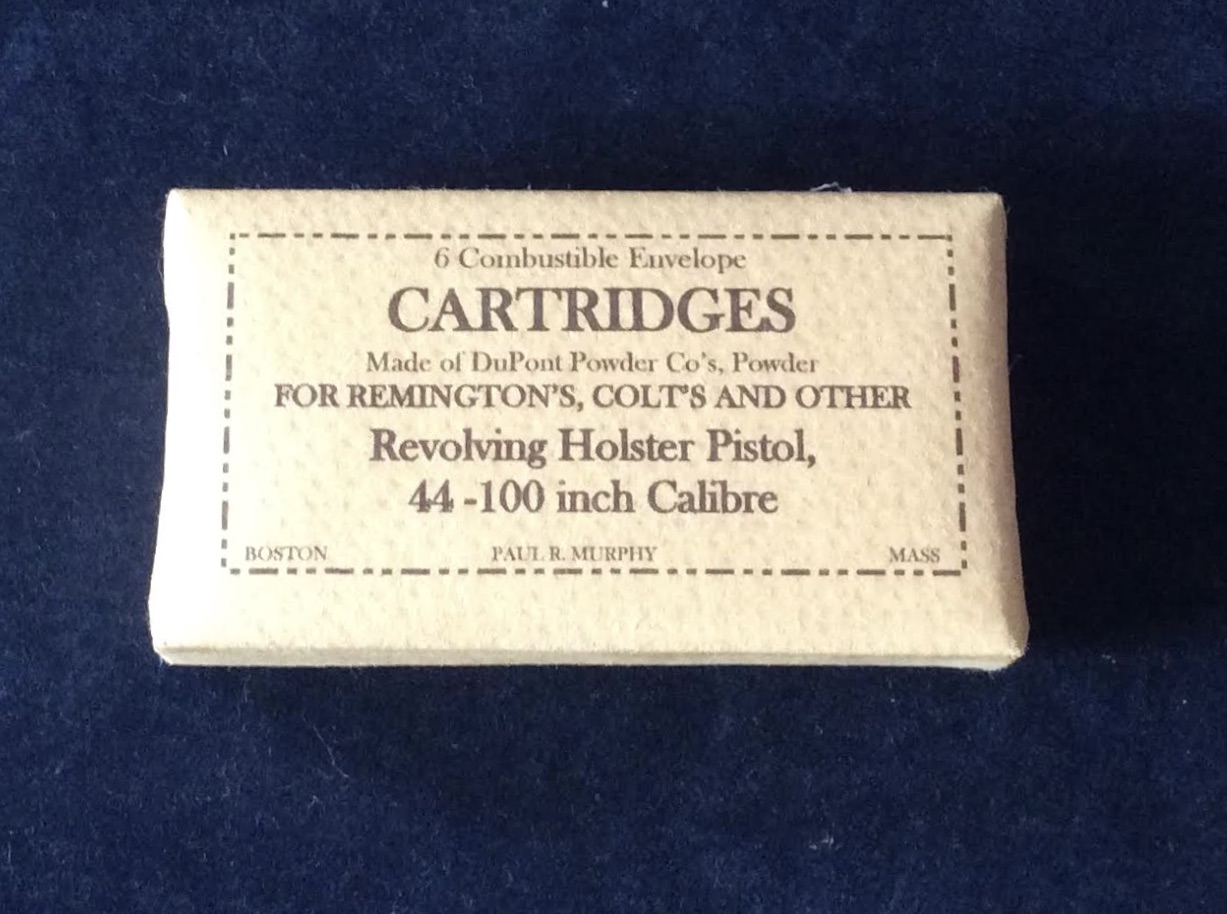 6 Combustible Envelope
CARTRIDGES
Made of DuPont Powder Co's, Powder
FOR REMINGTON'S, COLT'S AND OTHER
Revolving Holster Pistol,
44 -100 inch Calibre
BOSTON PAUL R. MURPHY MASS